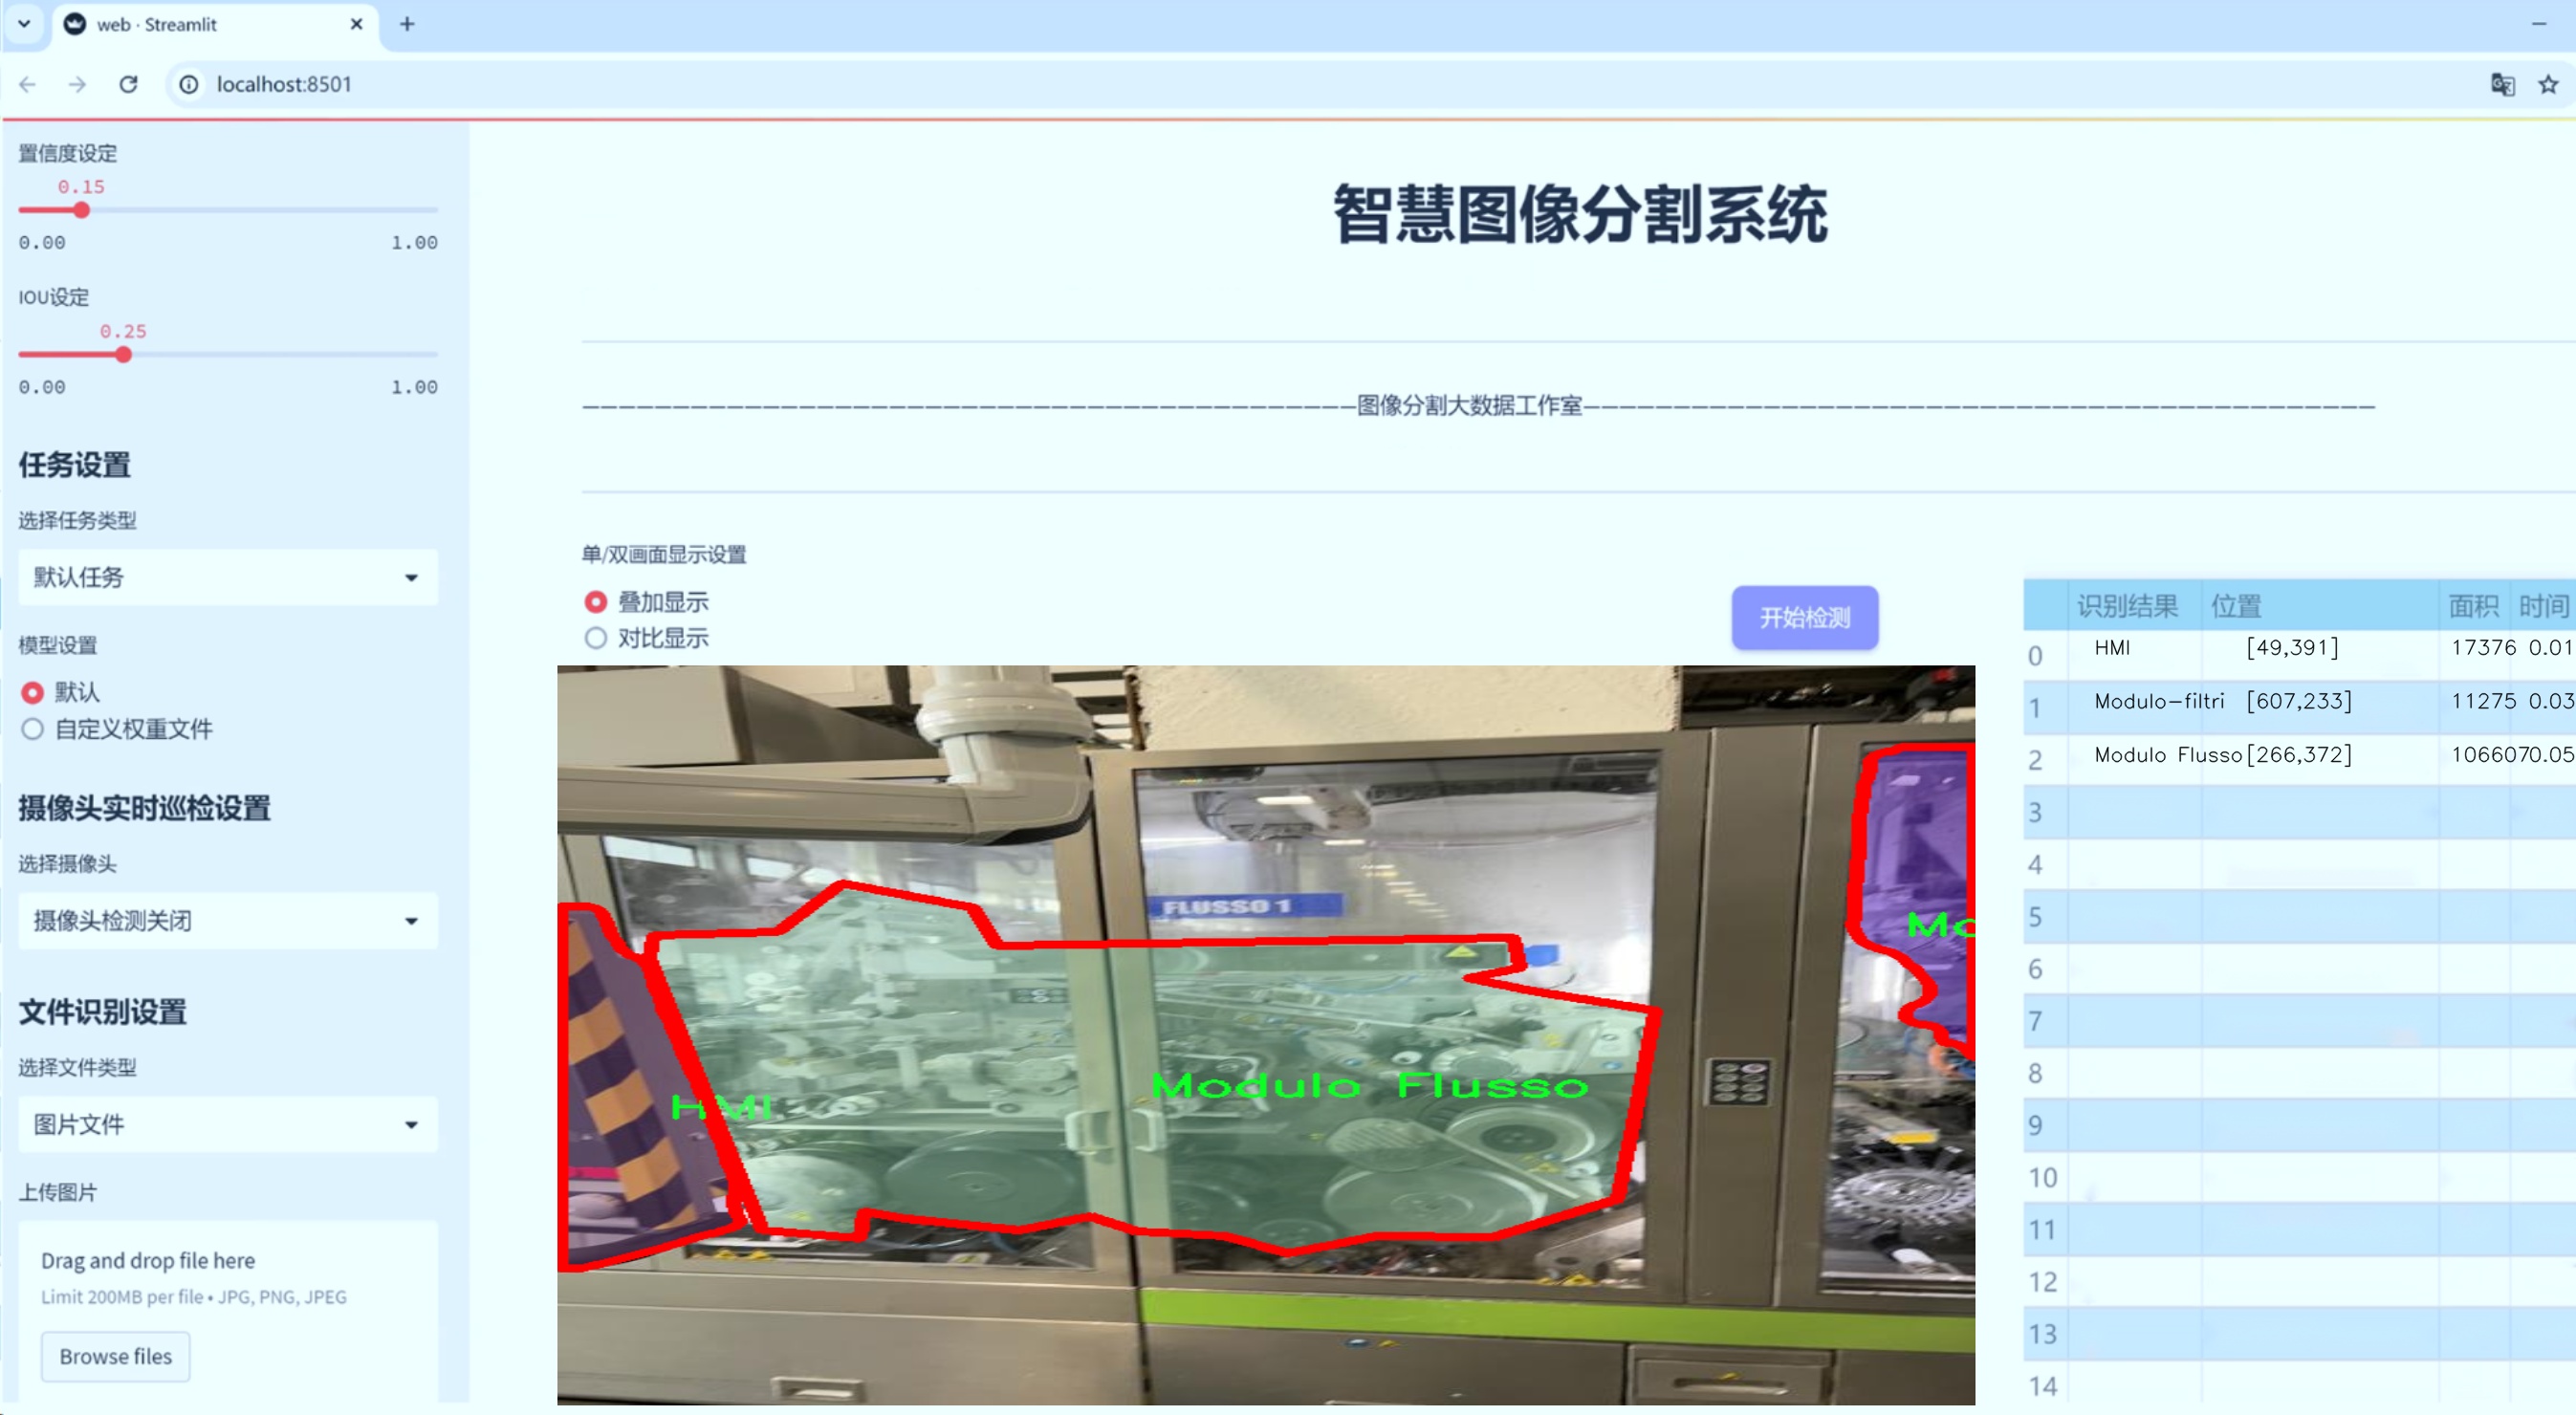 web · Streamlit
localhost:8501
置信度设定
0.15
0.00 1.00
IOU设定
0.25
0.00 1.00
任务设置
选择任务类型
默认任务
模型设置
默认
自定义权重文件
摄像头实时巡检设置
选择摄像头
摄像头检测关闭
文件识别设置
选择文件类型
图片文件
上传图片
Drag and drop file here
Limit 200MB per file • JPG, PNG, JPEG
Browse files
智慧图像分割系统
———————————————————————————————————————————图像分割大数据工作室————————————————————————————————————————————
单/双画面显示设置
叠加显示
对比显示
开始检测
FLUSSO 1
HMI
Modulo Flusso
Mo
识别结果 位置 面积 时间
0 HMI [49,391] 17376 0.01
1 Modulo-filtri [607,233] 11275 0.03
2 Modulo Flusso[266,372] 1066070.05
3
4
5
6
7
8
9
10
11
12
13
14